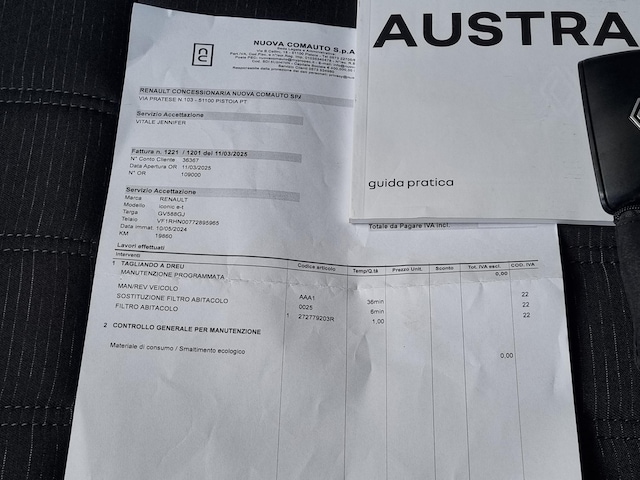 AUSTRA
guida pratica
nc
NUOVA COMAUTO S.p.A
RENAULT CONCESSIONARIA NUOVA COMAUTO SPA
VIA PRATESE N.103 - 51100 PISTOIA PT
Servizio Accettazione
VITALE JENNIFER
Fattura n. 1221 / 1201 del 11/03/2025
N° Conto Cliente 36367
Data Apertura OR 11/03/2025
N° OR 109000
Servizio Accettazione
Marca RENAULT
Modello iconic e-t
Targa GV588GJ
Telaio VF1RHN00772895965
Data Immat. 10/05/2024
KM 19860
Totale da Pagare IVA incl.
Lavori effettuati
Interventi Codice articolo Temp/Q.tà Prezzo Unit. Sconto Tot. IVA escl. COD. IVA
1 TAGLIANDO A DREU 0,00
MANUTENZIONE PROGRAMMATA
MAN/REV VEICOLO AAA1 36min 22
SOSTITUZIONE FILTRO ABITACOLO 0025 6min 22
FILTRO ABITACOLO 1. 272779203R 1,00 22
2 CONTROLLO GENERALE PER MANUTENZIONE
Materiale di consumo / Smaltimento ecologico 0,00